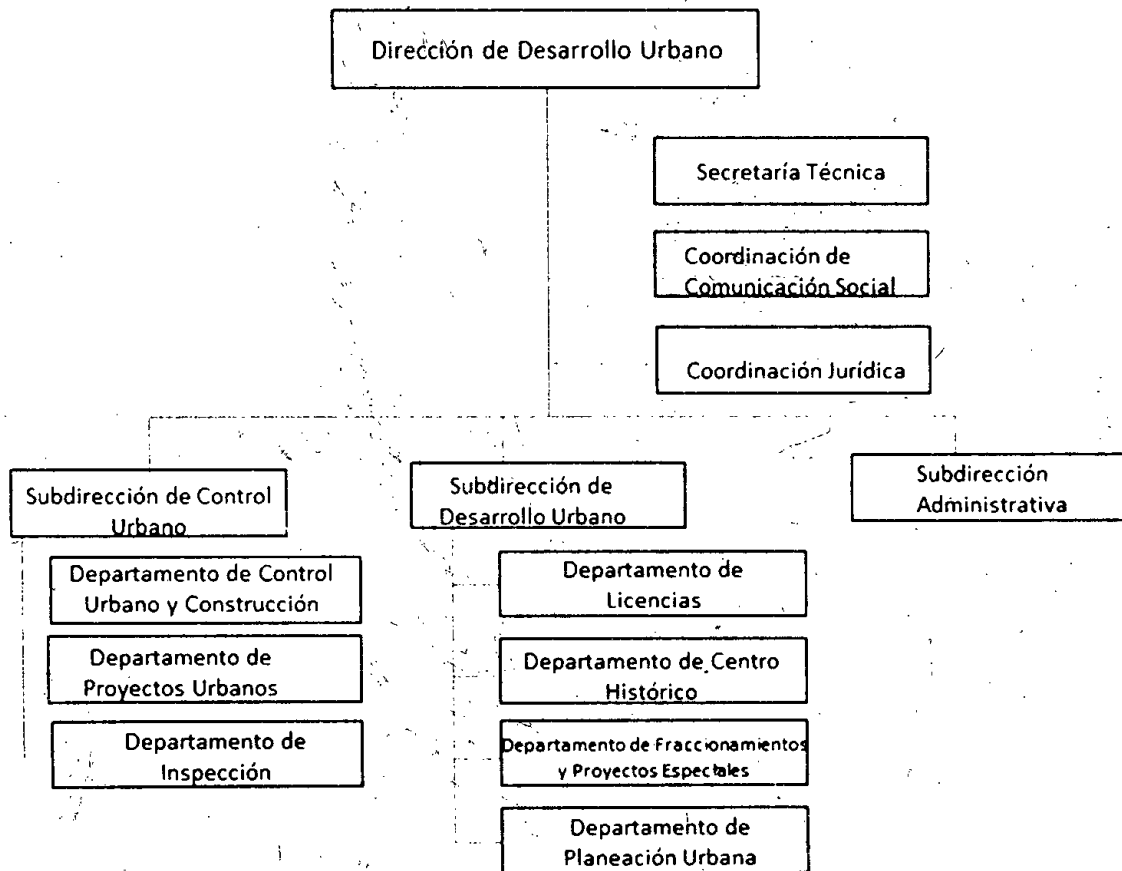 Dirección de Desarrollo Urbano
Secretaría Técnica
Coordinación de
Comunicación Social
Coordinación Jurídica
Subdirección de Control
Urbano
Departamento de Control
Urbano y Construcción
Departamento de
Proyectos Urbanos
Departamento de
Inspección
Subdirección de
Desarrollo Urbano
Departamento de
Licencias
Departamento de Centro
Histórico
Departamento de Fraccionamientos
y Proyectos Especiales
Departamento de
Planeación Urbana
Subdirección
Administrativa